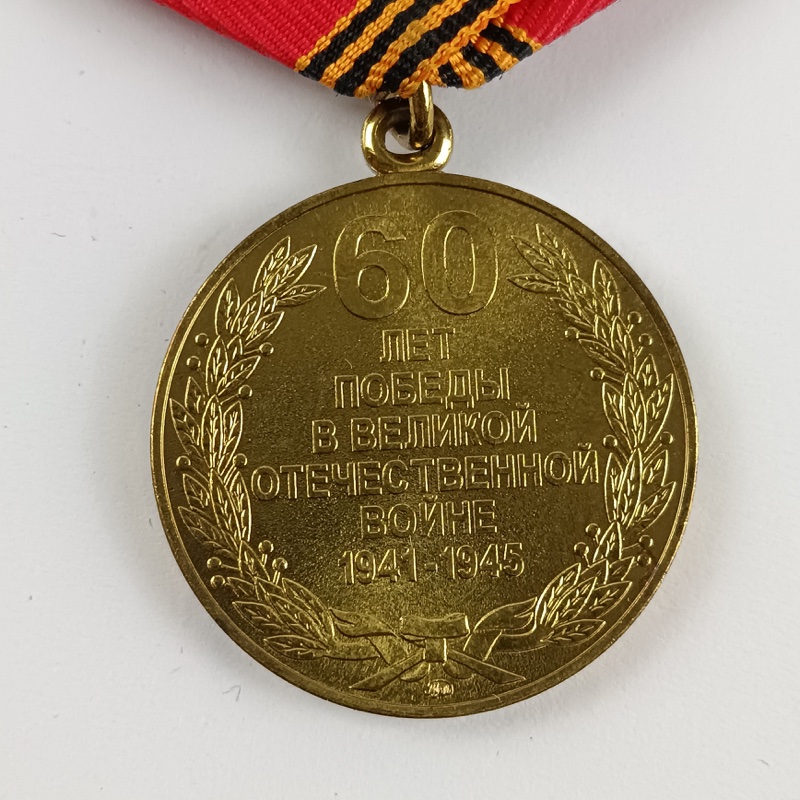 60
ЛЕТ
ПОБЕДЫ
В ВЕЛИКОЙ
ОТЕЧЕСТВЕННОЙ
ВОЙНЕ
1941-1945